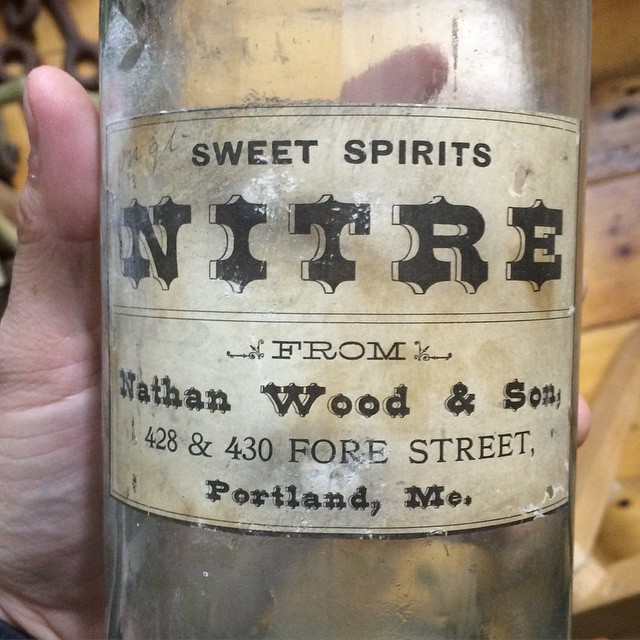 SWEET SPIRITS
NITRE
FROM
Nathan Wood & Son,
428 & 430 FORE STREET,
Portland, Me.